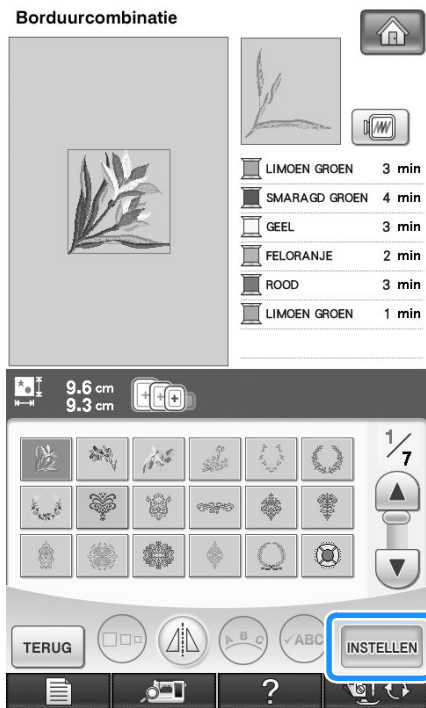 Borduurcombinatie
LIMOEN GROEN 3 min
SMARAGD GROEN 4 min
GEEL 3 min
FELORANJE 2 min
ROOD 3 min
LIMOEN GROEN 1 min
9.6 cm
9.3 cm
1/7
TERUG
A B C
✓ABC
INSTELLEN
?